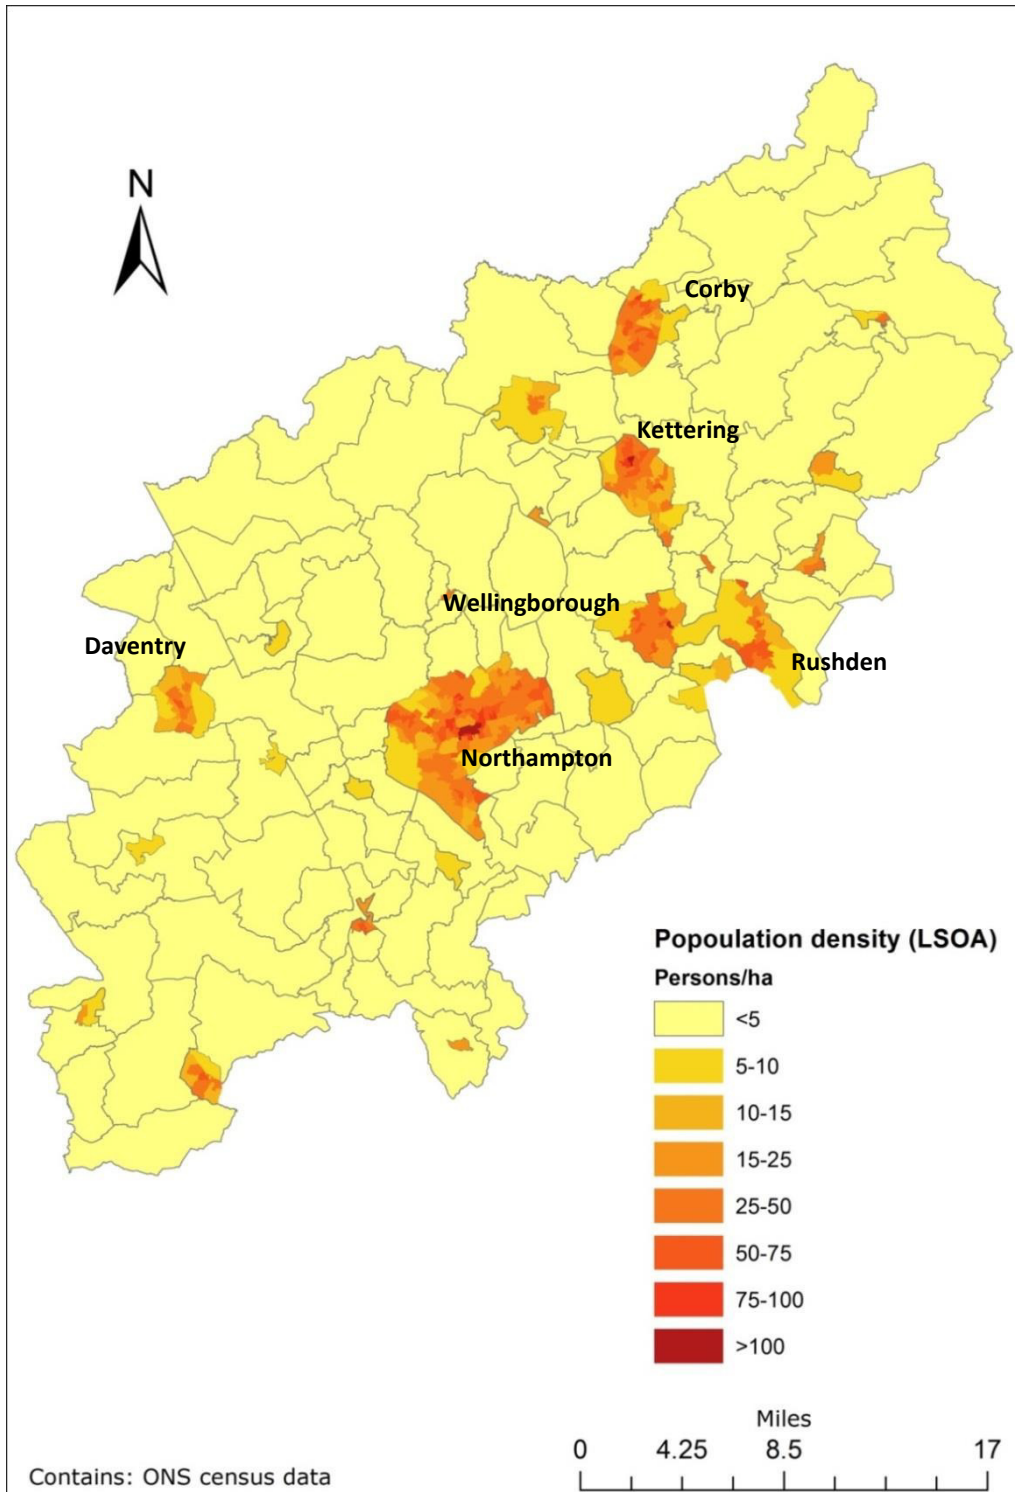 N
Corby
Kettering
Wellingborough
Daventry
Rushden
Northampton
Popoulation density (LSOA)
Persons/ha
<5
5-10
10-15
15-25
25-50
50-75
75-100
>100
Miles
0 4.25 8.5 17
Contains: ONS census data